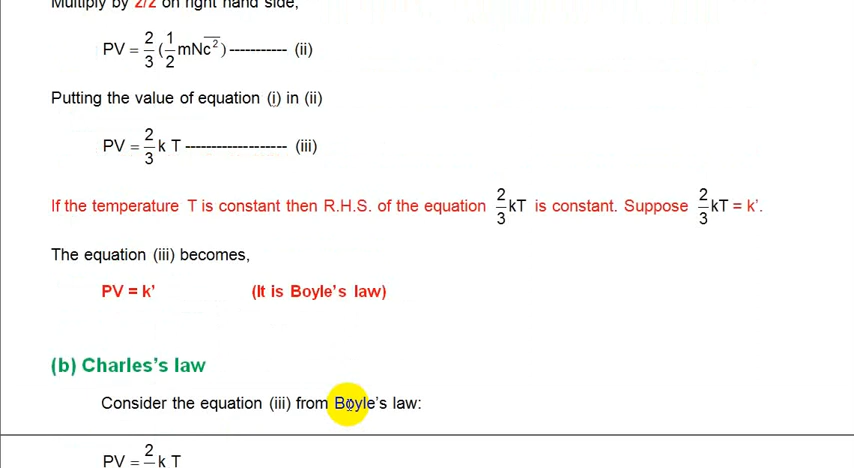 Multiply by 2/2 on right hand side,
PV = 2/3 (1/2 mNc̅²) ----------- (ii)
Putting the value of equation (i) in (ii)
PV = 2/3 k T ------------------- (iii)
If the temperature T is constant then R.H.S. of the equation 2/3 kT is constant. Suppose 2/3 kT = k'.
The equation (iii) becomes,
PV = k' (It is Boyle's law)
(b) Charles's law
Consider the equation (iii) from Boyle's law:
PV = 2/ k T